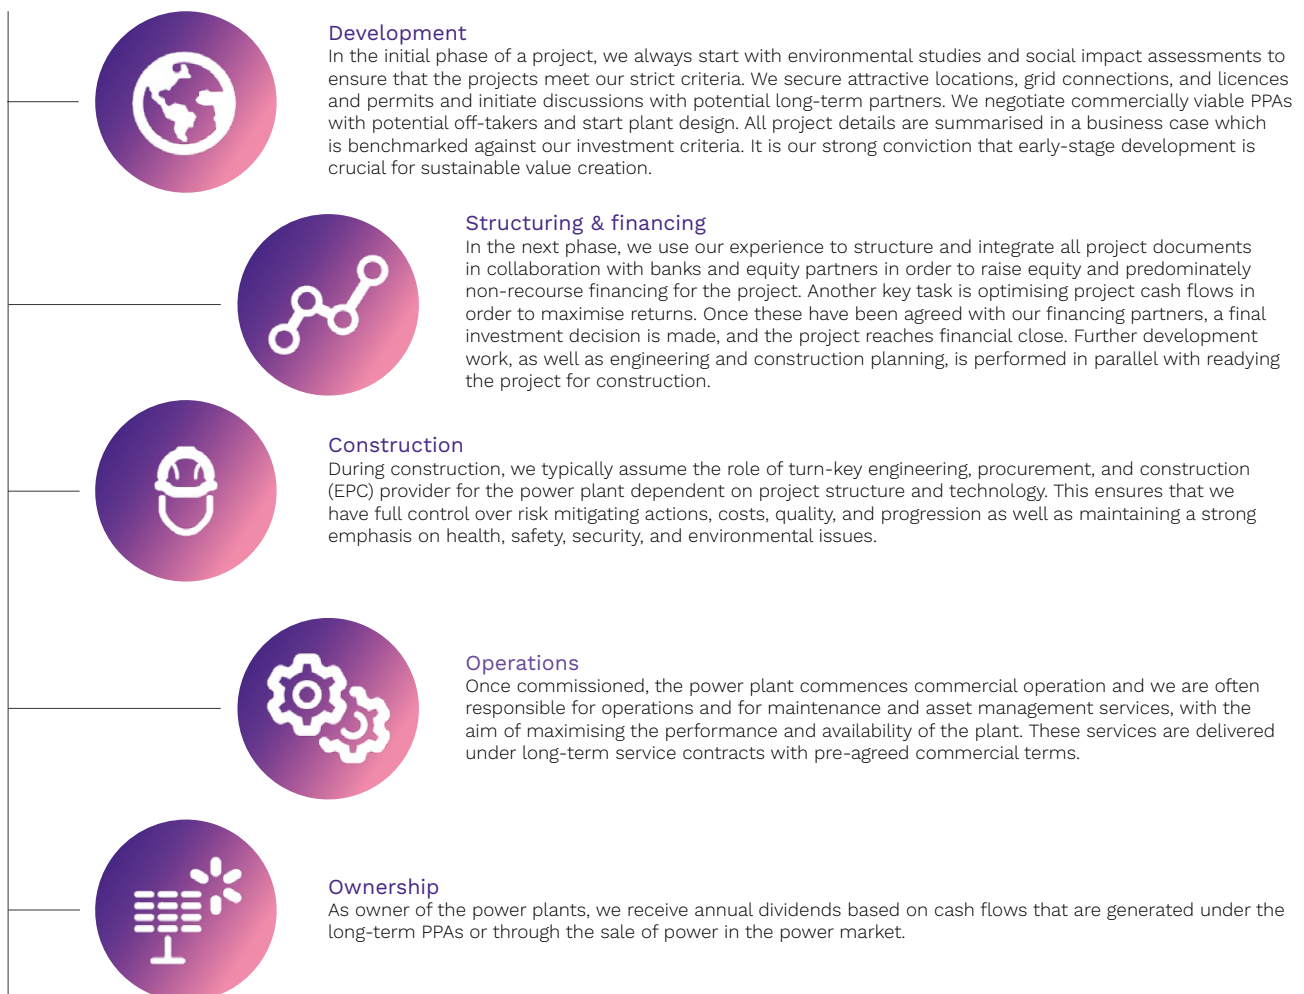 Development
In the initial phase of a project, we always start with environmental studies and social impact assessments to
ensure that the projects meet our strict criteria. We secure attractive locations, grid connections, and licences
and permits and initiate discussions with potential long-term partners. We negotiate commercially viable PPAs
with potential off-takers and start plant design. All project details are summarised in a business case which
is benchmarked against our investment criteria. It is our strong conviction that early-stage development is
crucial for sustainable value creation.
Structuring & financing
In the next phase, we use our experience to structure and integrate all project documents
in collaboration with banks and equity partners in order to raise equity and predominately
non-recourse financing for the project. Another key task is optimising project cash flows in
order to maximise returns. Once these have been agreed with our financing partners, a final
investment decision is made, and the project reaches financial close. Further development
work, as well as engineering and construction planning, is performed in parallel with readying
the project for construction.
Construction
During construction, we typically assume the role of turn-key engineering, procurement, and construction
(EPC) provider for the power plant dependent on project structure and technology. This ensures that we
have full control over risk mitigating actions, costs, quality, and progression as well as maintaining a strong
emphasis on health, safety, security, and environmental issues.
Operations
Once commissioned, the power plant commences commercial operation and we are often
responsible for operations and for maintenance and asset management services, with the
aim of maximising the performance and availability of the plant. These services are delivered
under long-term service contracts with pre-agreed commercial terms.
Ownership
As owner of the power plants, we receive annual dividends based on cash flows that are generated under the
long-term PPAs or through the sale of power in the power market.